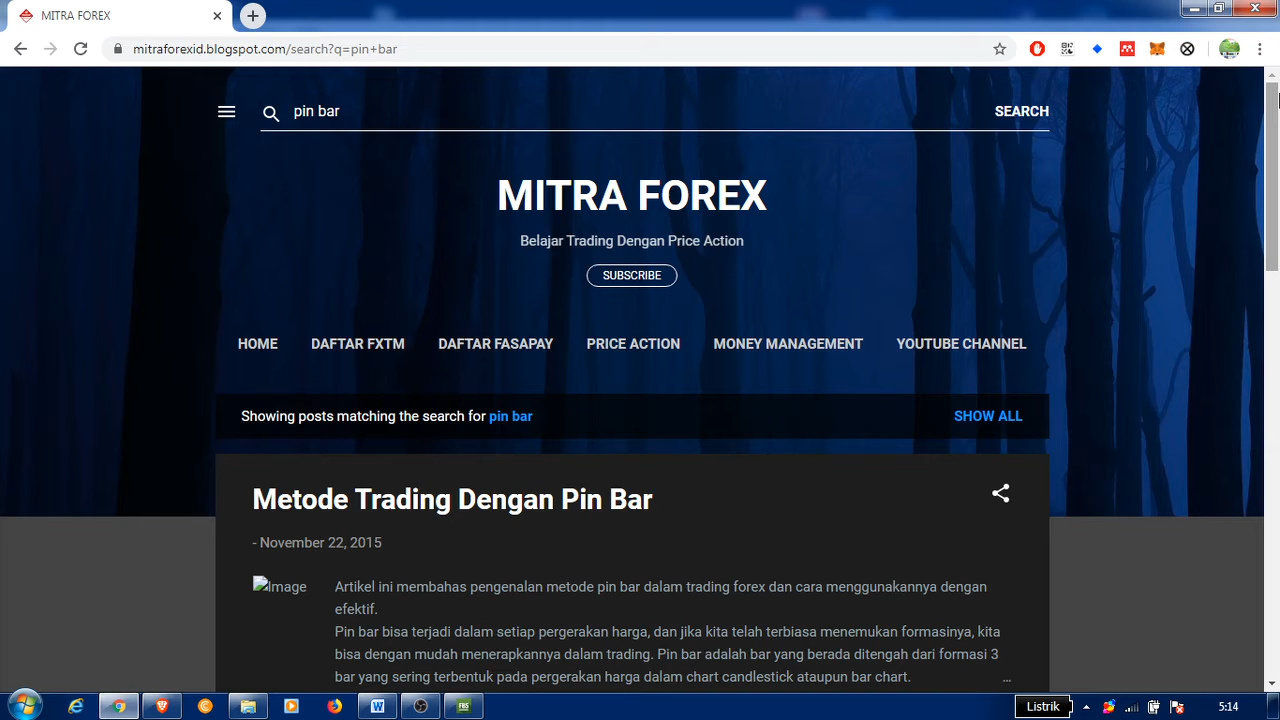 MITRA FOREX
mitraforexid.blogspot.com/search?q=pin+bar
pin bar
SEARCH
MITRA FOREX
Belajar Trading Dengan Price Action
SUBSCRIBE
HOME DAFTAR FXTM DAFTAR FASAPAY PRICE ACTION MONEY MANAGEMENT YOUTUBE CHANNEL
Showing posts matching the search for pin bar
SHOW ALL
Metode Trading Dengan Pin Bar
- November 22, 2015
Image
Artikel ini membahas pengenalan metode pin bar dalam trading forex dan cara menggunakannya dengan
efektif.
Pin bar bisa terjadi dalam setiap pergerakan harga, dan jika kita telah terbiasa menemukan formasinya, kita
bisa dengan mudah menerapkannya dalam trading. Pin bar adalah bar yang berada ditengah dari formasi 3
bar yang sering terbentuk pada pergerakan harga dalam chart candlestick ataupun bar chart. ...
FBS
Listrik
5:14